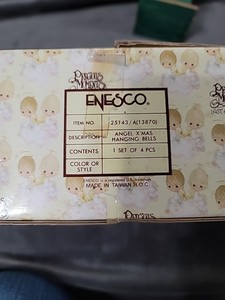 Precious
Moments
ENESCO®
ITEM NO. 25143/A(13870)
DESCRIPTION ANGEL X'MAS
HANGING BELLS
CONTENTS 1 SET OF 4 PCS
COLOR OR
STYLE
MADE IN TAIWAN R.O.C.